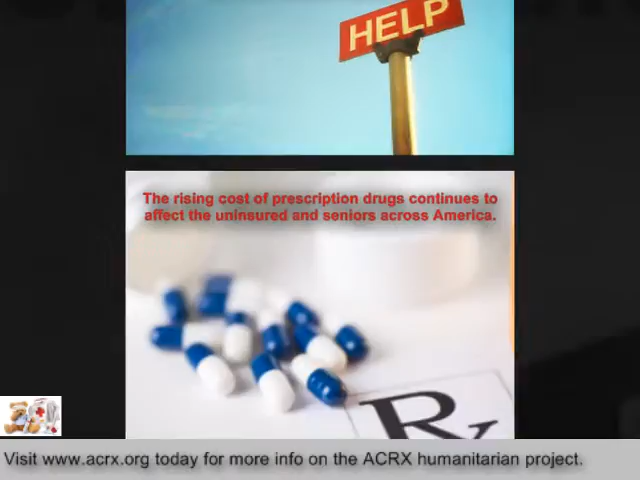 HELP
The rising cost of prescription drugs continues to
affect the uninsured and seniors across America.
Rx
Visit www.acrx.org today for more info on the ACRX humanitarian project.